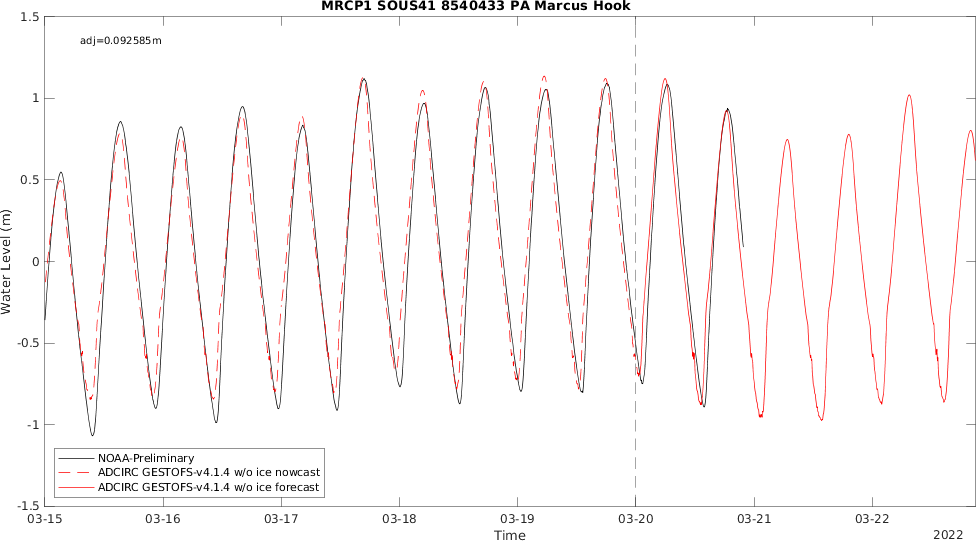 MRCP1 SOUS41 8540433 PA Marcus Hook
adj=0.092585m
1.5
1
0.5
0
-0.5
-1
-1.5
Water Level (m)
NOAA-Preliminary
ADCIRC GESTOFS-v4.1.4 w/o ice nowcast
ADCIRC GESTOFS-v4.1.4 w/o ice forecast
03-15 03-16 03-17 03-18 03-19 03-20 03-21 03-22
Time
2022